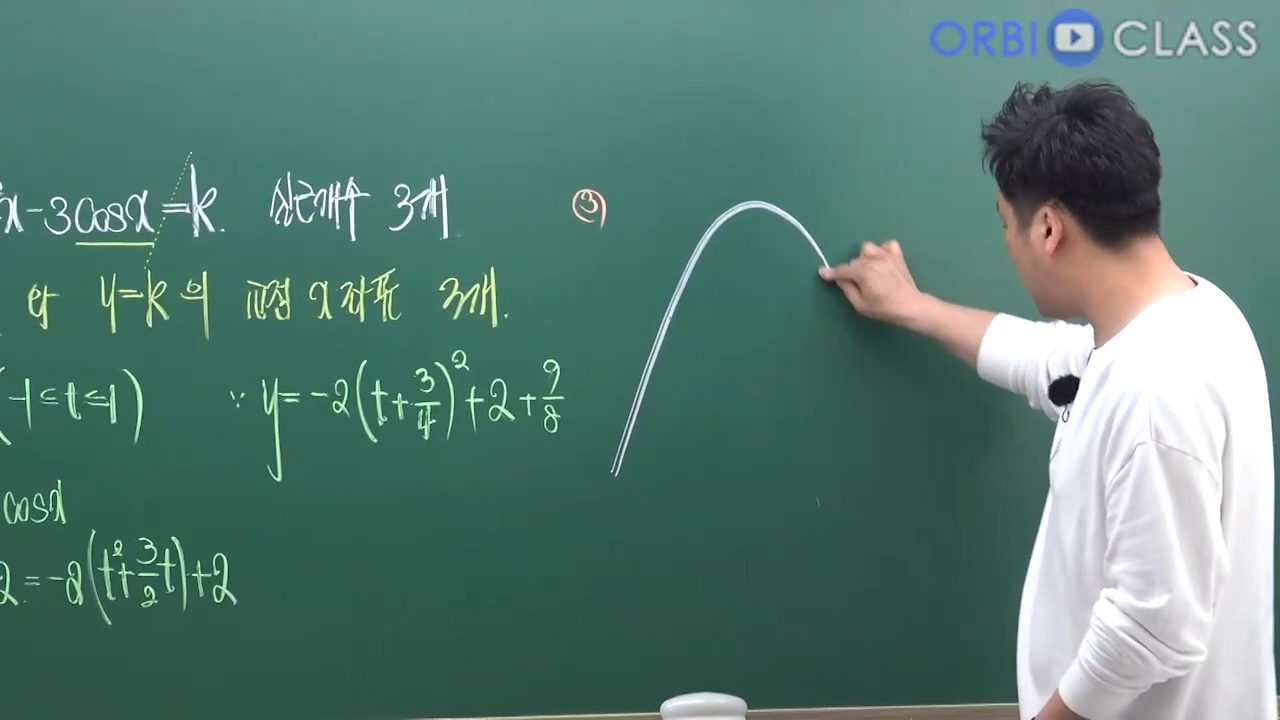 ORBI CLASS
x-3cosx=k. 실근개수 3개
③
와 y=k의 교점 x좌표 3개.
(-1≤t≤1) ∵ y=-2(t+3/4)²+2+9/8
cosx
2=-2(t²+3/2t)+2